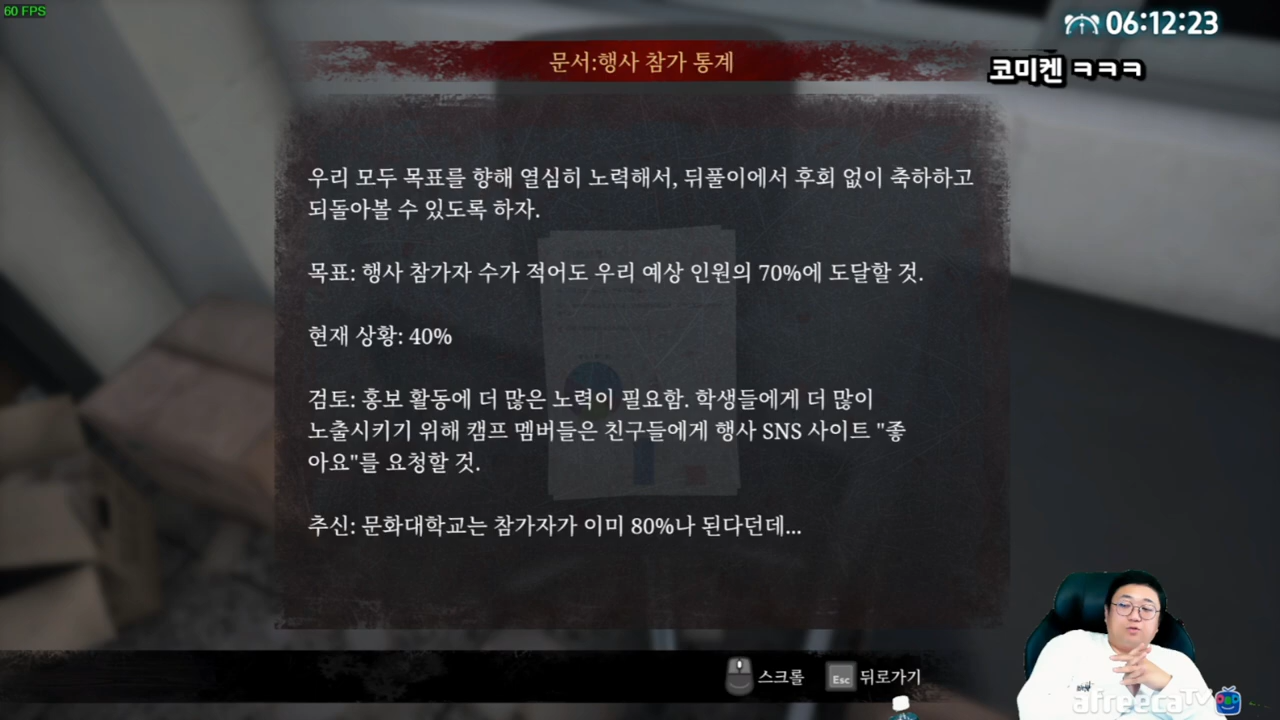 60 FPS
06:12:23
문서:행사 참가 통계
코미켄 ㅋㅋㅋ
우리 모두 목표를 향해 열심히 노력해서, 뒤풀이에서 후회 없이 축하하고
되돌아볼 수 있도록 하자.
목표: 행사 참가자 수가 적어도 우리 예상 인원의 70%에 도달할 것.
현재 상황: 40%
검토: 홍보 활동에 더 많은 노력이 필요함. 학생들에게 더 많이
노출시키기 위해 캠프 멤버들은 친구들에게 행사 SNS 사이트 "좋
아요"를 요청할 것.
추신: 문화대학교는 참가자가 이미 80%나 된다던데...
스크롤 Esc 뒤로가기
afreecaTV